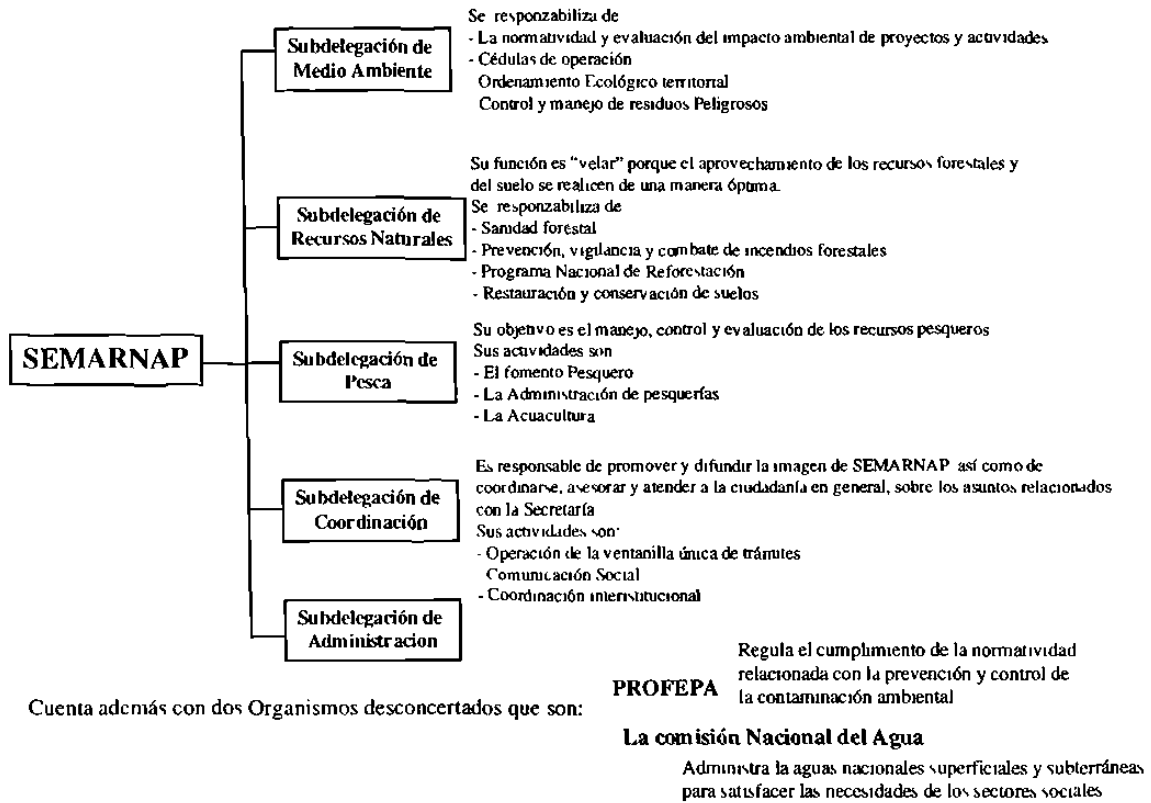 Se responzabiliza de
- La normatividad y evaluación del impacto ambiental de proyectos y actividades
- Cédulas de operación
Ordenamiento Ecológico territorial
Control y manejo de residuos Peligrosos
Subdelegación de
Medio Ambiente
Su función es "velar" porque el aprovechamiento de los recursos forestales y
del suelo se realicen de una manera óptima.
Se responzabiliza de
- Sanidad forestal
- Prevención, vigilancia y combate de incendios forestales
- Programa Nacional de Reforestación
- Restauración y conservación de suelos
Subdelegación de
Recursos Naturales
SEMARNAP
Su objetivo es el manejo, control y evaluación de los recursos pesqueros
Sus actividades son
- El fomento Pesquero
- La Administración de pesquerías
- La Acuacultura
Subdelegación de
Pesca
Es responsable de promover y difundir la imagen de SEMARNAP así como de
coordinarse, asesorar y atender a la ciudadanía en general, sobre los asuntos relacionados
con la Secretaría
Sus actividades son:
- Operación de la ventanilla única de trámites
Comunicación Social
- Coordinación interistitucional
Subdelegación de
Coordinación
Subdelegación de
Administracion
Cuenta además con dos Organismos desconcertados que son:
PROFEPA
Regula el cumplimiento de la normatividad
relacionada con la prevención y control de
la contaminación ambiental
La comisión Nacional del Agua
Administra la aguas nacionales superficiales y subterráneas
para satisfacer las necesidades de los sectores sociales